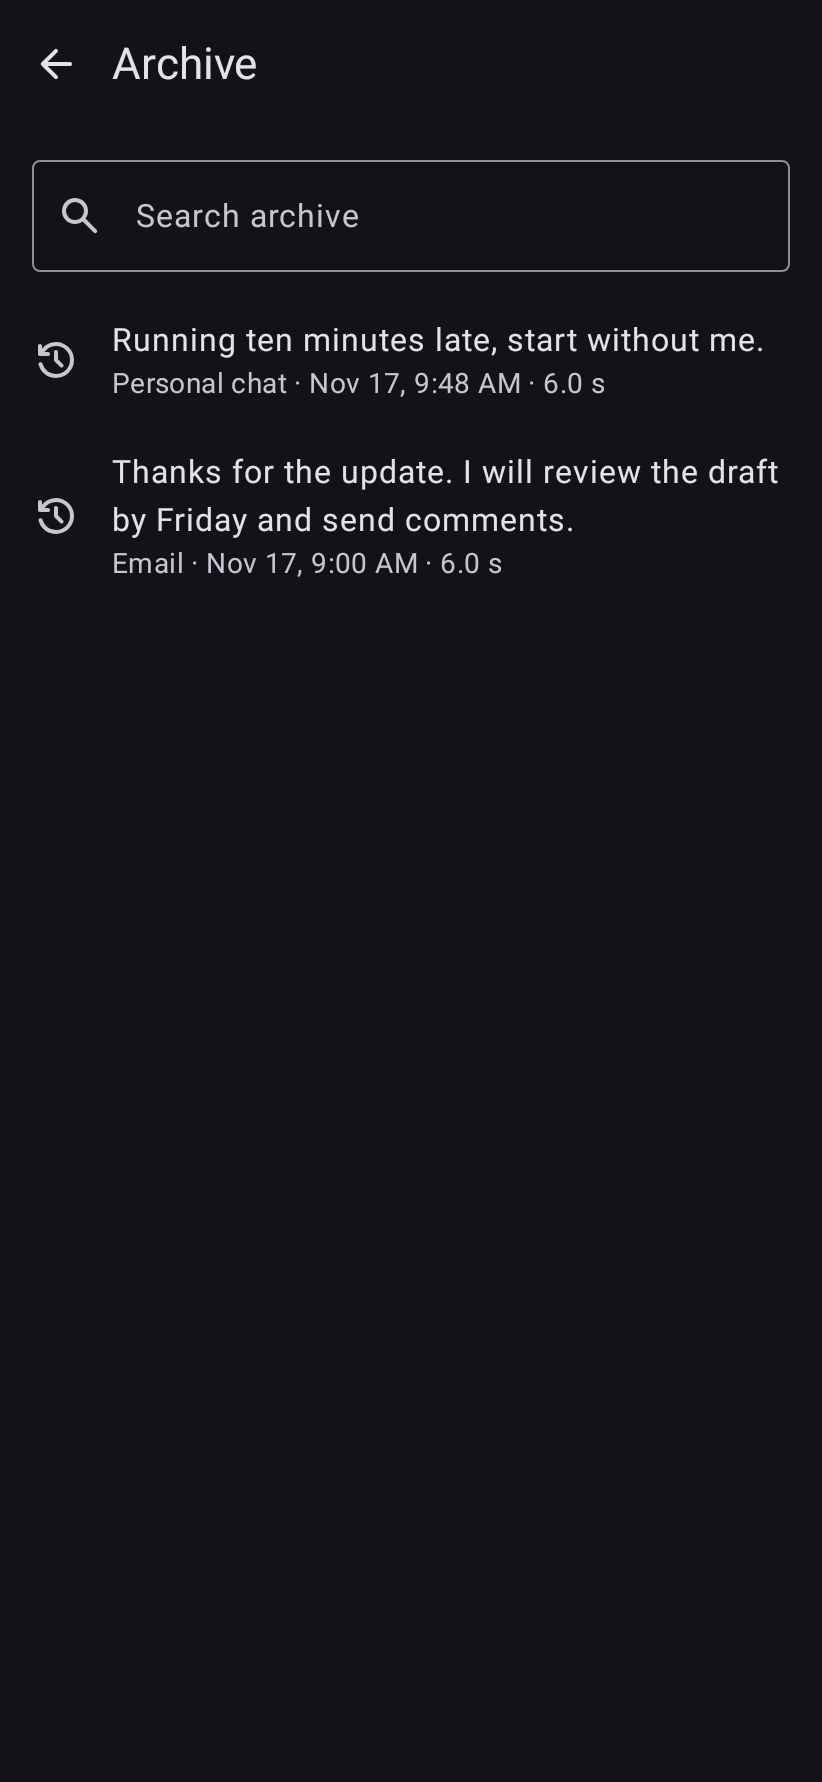 Archive
Search archive
Running ten minutes late, start without me.
Personal chat · Nov 17, 9:48 AM · 6.0 s
Thanks for the update. I will review the draft
by Friday and send comments.
Email · Nov 17, 9:00 AM · 6.0 s